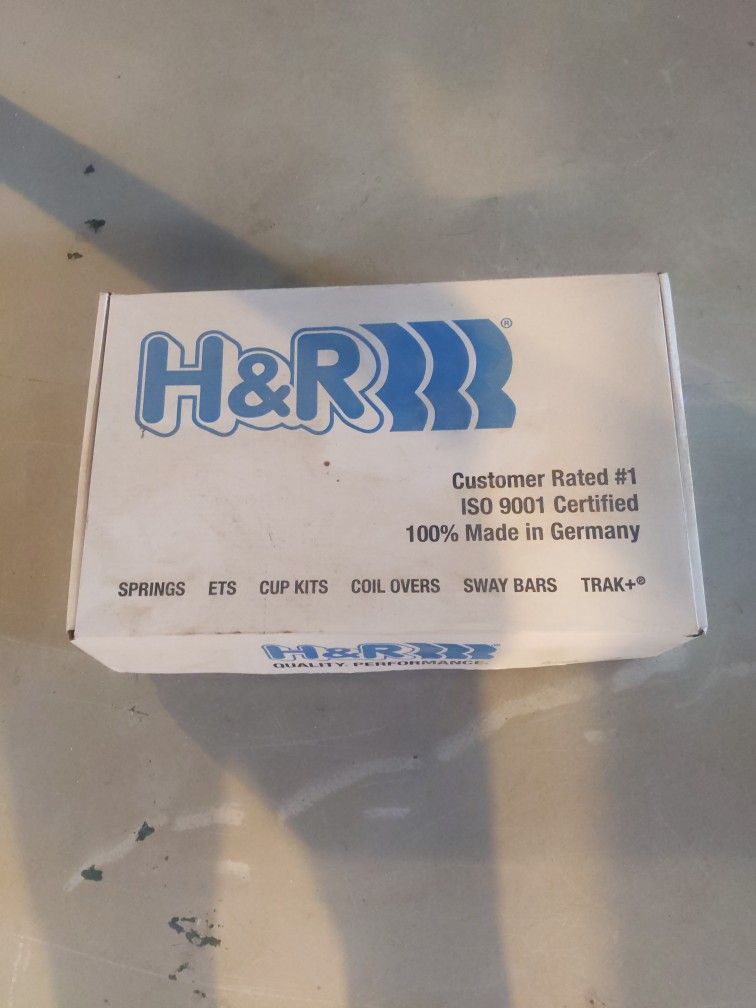 H&R®
Customer Rated #1
ISO 9001 Certified
100% Made in Germany
SPRINGS ETS CUP KITS COIL OVERS SWAY BARS TRAK+®
H&R
QUALITY. PERFORMANCE.